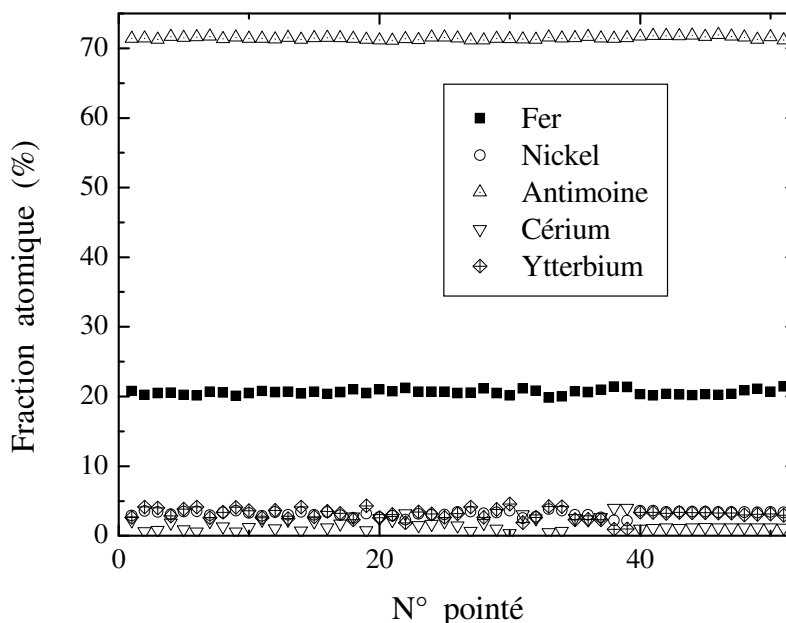 70
60
50
40
30
20
10
0
Fraction atomique (%)
Fer
Nickel
Antimoine
Cérium
Ytterbium
0 20 40
N° pointé